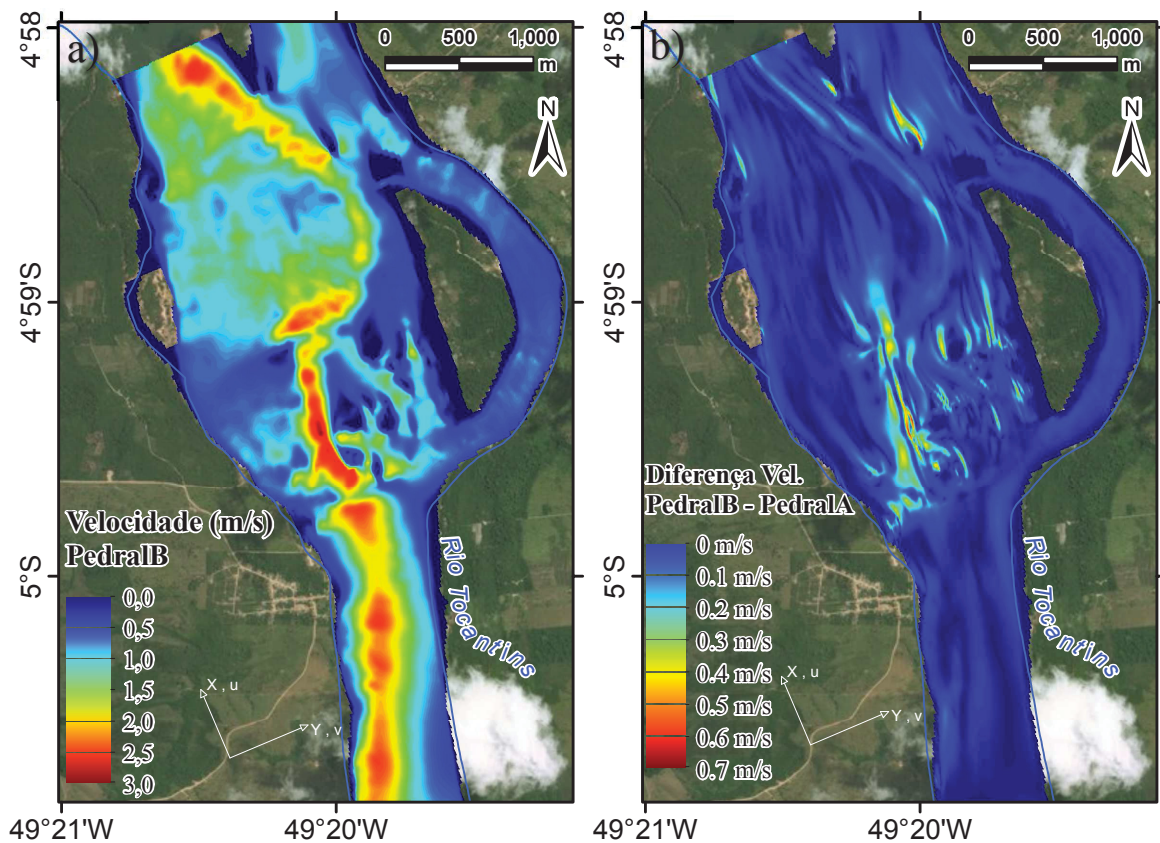 a)
0 500 1,000
m
N
4°58'
4°59'S
5°S
49°21'W 49°20'W
Velocidade (m/s)
PedralB
0,0
0,5
1,0
1,5
2,0
2,5
3,0
X , u
Y , v
Rio Tocantins
b)
0 500 1,000
m
N
4°58'
4°59'S
5°S
49°21'W 49°20'W
Diferença Vel.
PedralB - PedralA
0 m/s
0.1 m/s
0.2 m/s
0.3 m/s
0.4 m/s
0.5 m/s
0.6 m/s
0.7 m/s
X , u
Y , v
Rio Tocantins